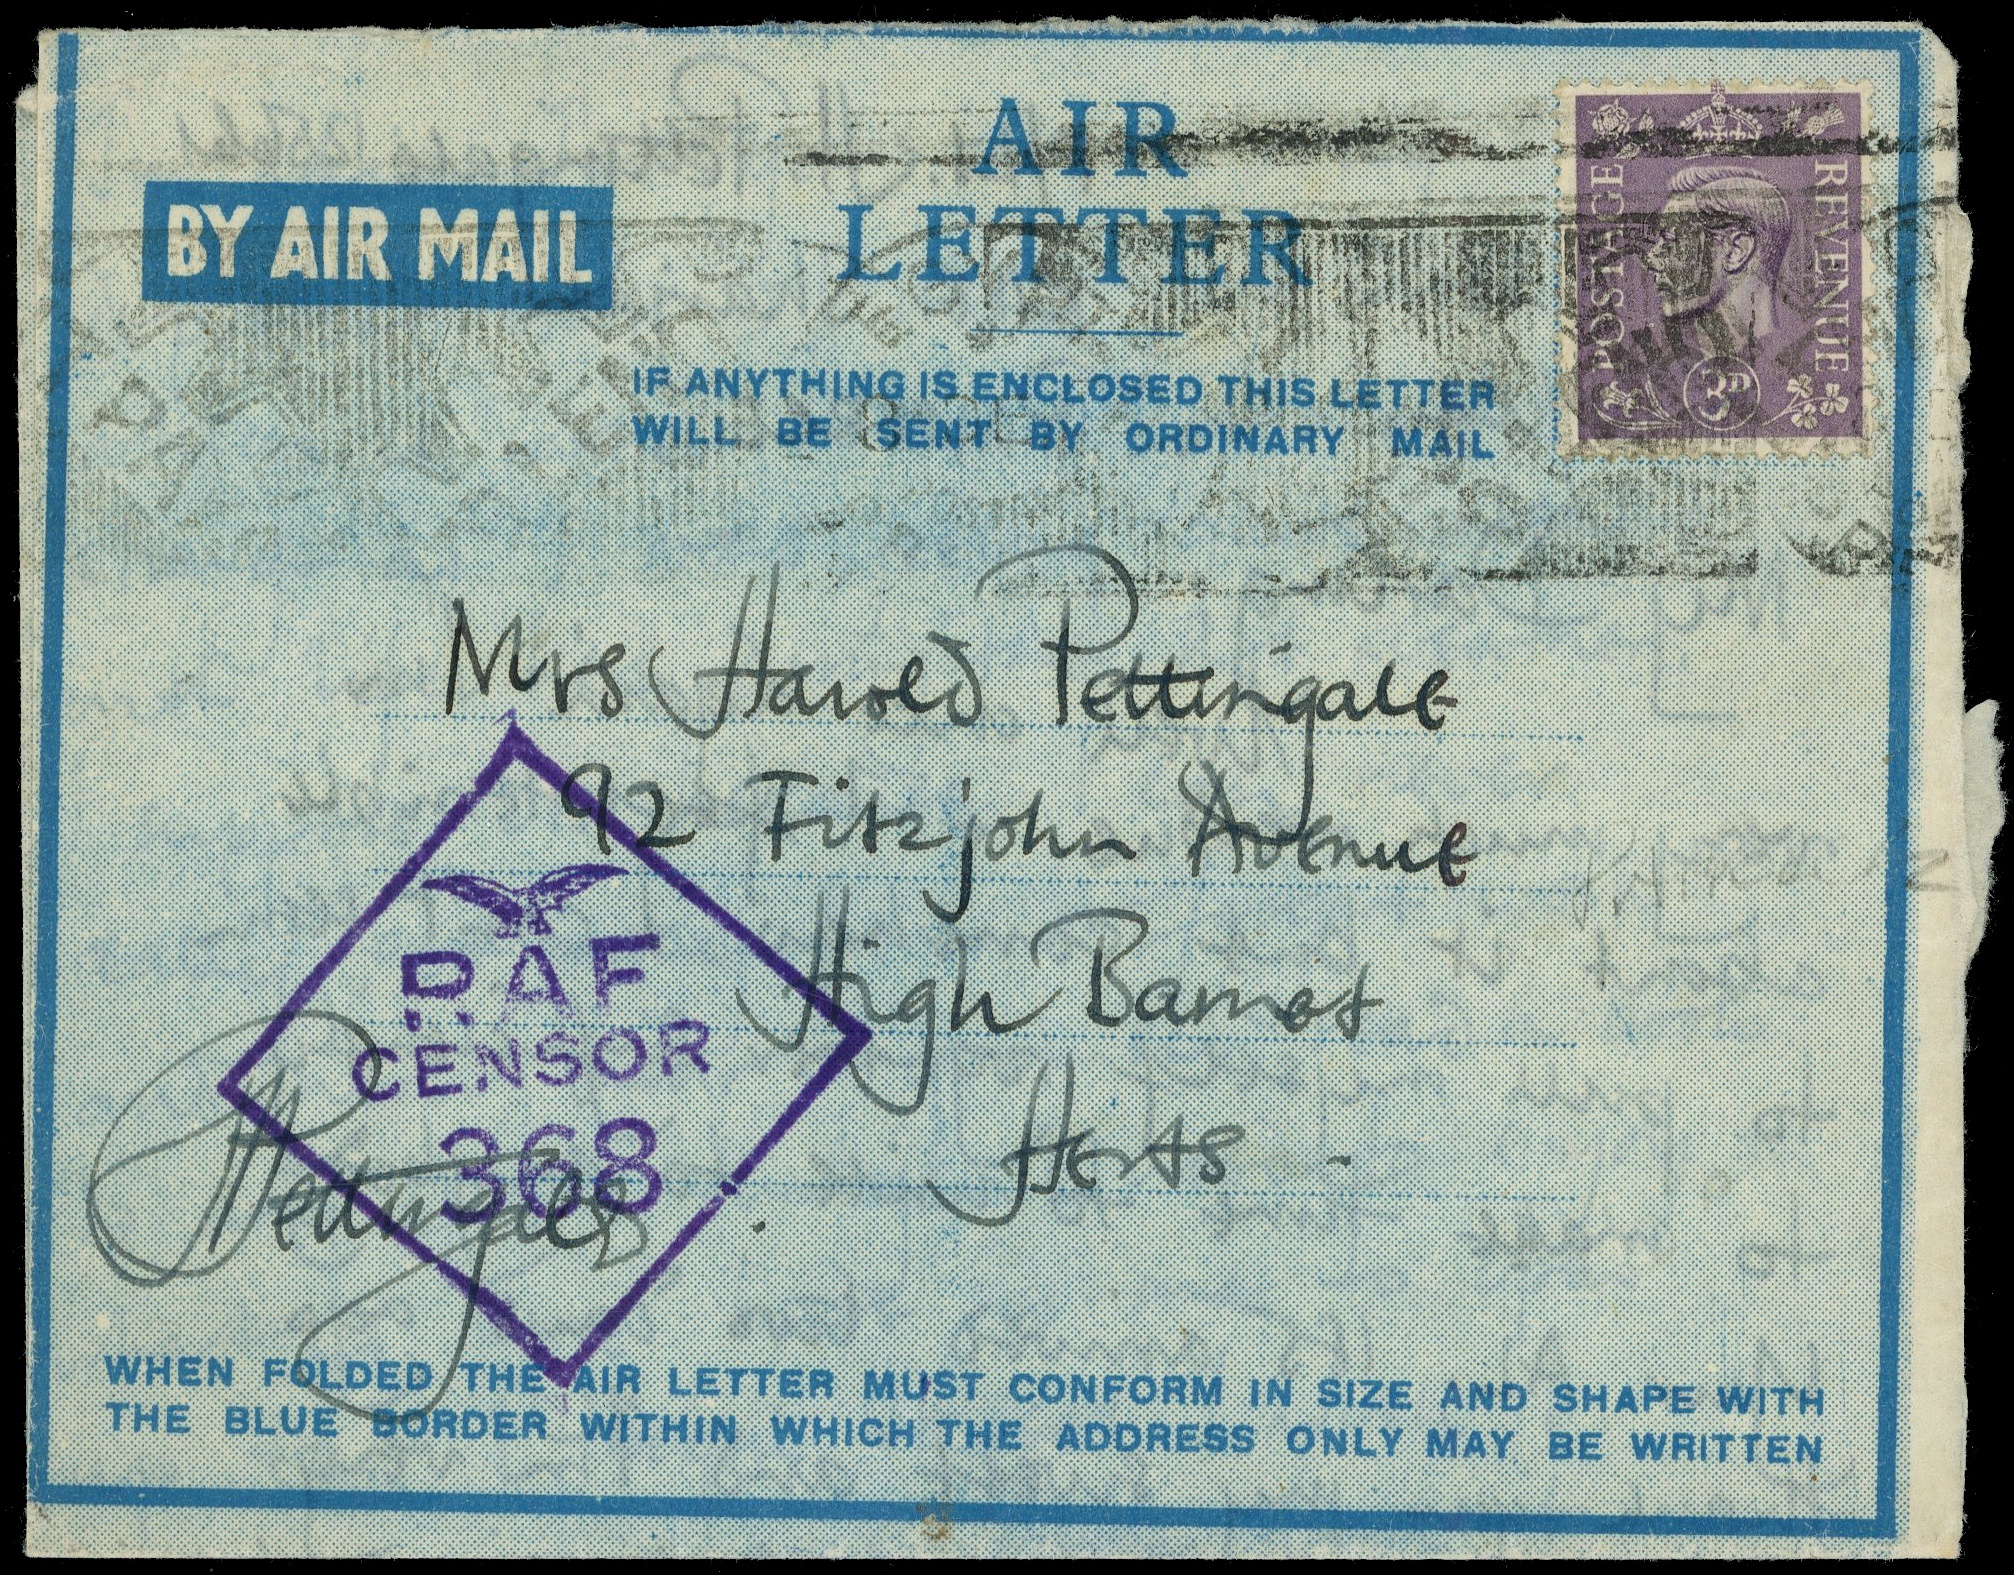 AIR
LETTER
BY AIR MAIL
POSTAGE
REVENUE
3D
IF ANYTHING IS ENCLOSED THIS LETTER
WILL BE SENT BY ORDINARY MAIL
Mrs Harold Pettingale
92 Fitzjohn Avenue
High Barnet
Herts
RAF
CENSOR
368
Pettingale
WHEN FOLDED THE AIR LETTER MUST CONFORM IN SIZE AND SHAPE WITH
THE BLUE BORDER WITHIN WHICH THE ADDRESS ONLY MAY BE WRITTEN